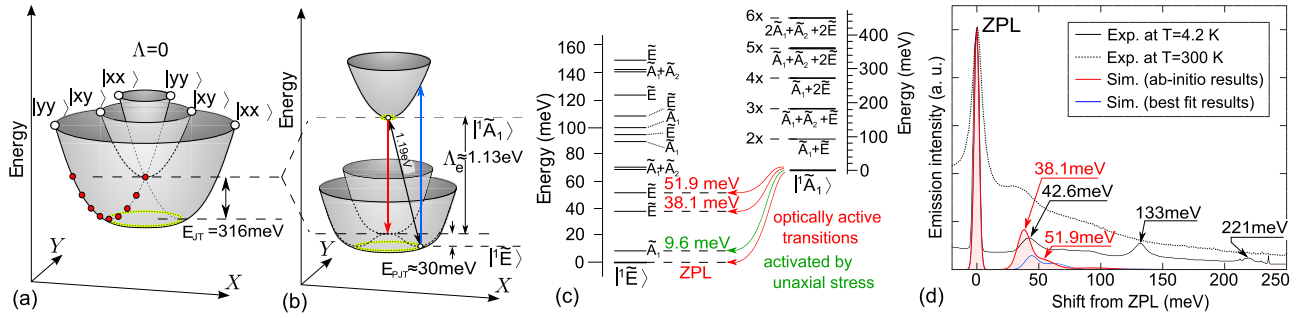 Energy
Λ=0
|xx ⟩
|yy ⟩
|xy ⟩
|xy ⟩
|yy ⟩
|xx ⟩
E_JT =316meV
Y
X
(a)
(b)
Energy
|¹Ã₁⟩
1.19eV
Λ_e≈1.13eV
|¹Ẽ⟩
E_PJT≈30meV
Y
X
(c)
Energy (meV)
160
140
120
100
80
60
40
20
0
Ẽ
Ã₁+Ã₂
Ẽ
Ẽ
Ã₁
Ẽ
Ã₁
Ã₁+Ã₂
Ẽ
Ẽ
Ã₁
|¹Ẽ⟩
51.9 meV
38.1meV
9.6 meV
ZPL
optically active
transitions
activated by
unaxial stress
6x
2Ã₁+Ã₂+2Ẽ
5x
Ã₁+Ã₂+2Ẽ
4x
Ã₁+2Ẽ
3x
Ã₁+Ã₂+Ẽ
2x
Ã₁+Ẽ
|¹Ã₁⟩
400
300
200
100
0
Energy (meV)
(d)
Emission intensity (a. u.)
ZPL
Exp. at T=4.2 K
Exp. at T=300 K
Sim. (ab-initio results)
Sim. (best fit results)
38.1meV
42.6meV
133meV
51.9meV
221meV
0
50
100
150
200
250
Shift from ZPL (meV)